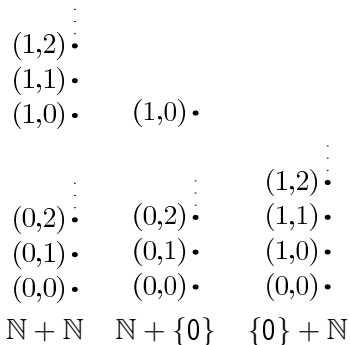 (1,2)
(1,1)
(1,0) (1,0)
(1,2)
(0,2) (0,2) (1,1)
(0,1) (0,1) (1,0)
(0,0) (0,0) (0,0)
ℕ + ℕ ℕ + {0} {0} + ℕ